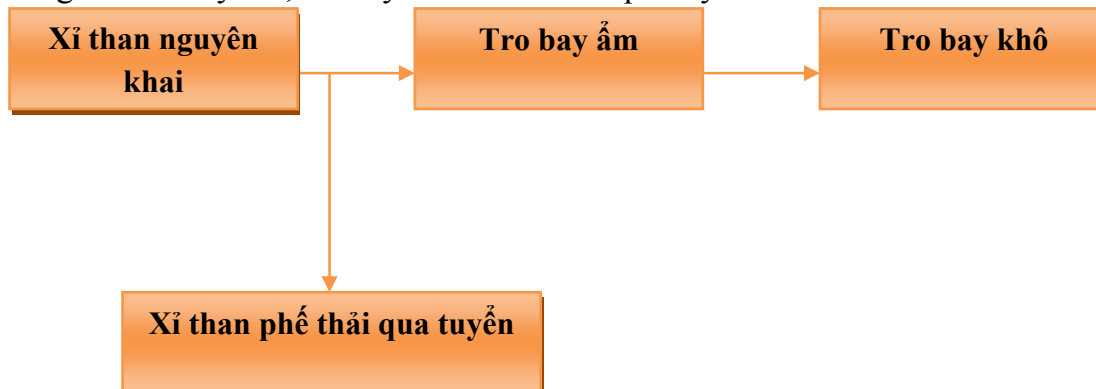 Xỉ than nguyên
khai
Tro bay ẩm
Tro bay khô
Xỉ than phế thải qua tuyển